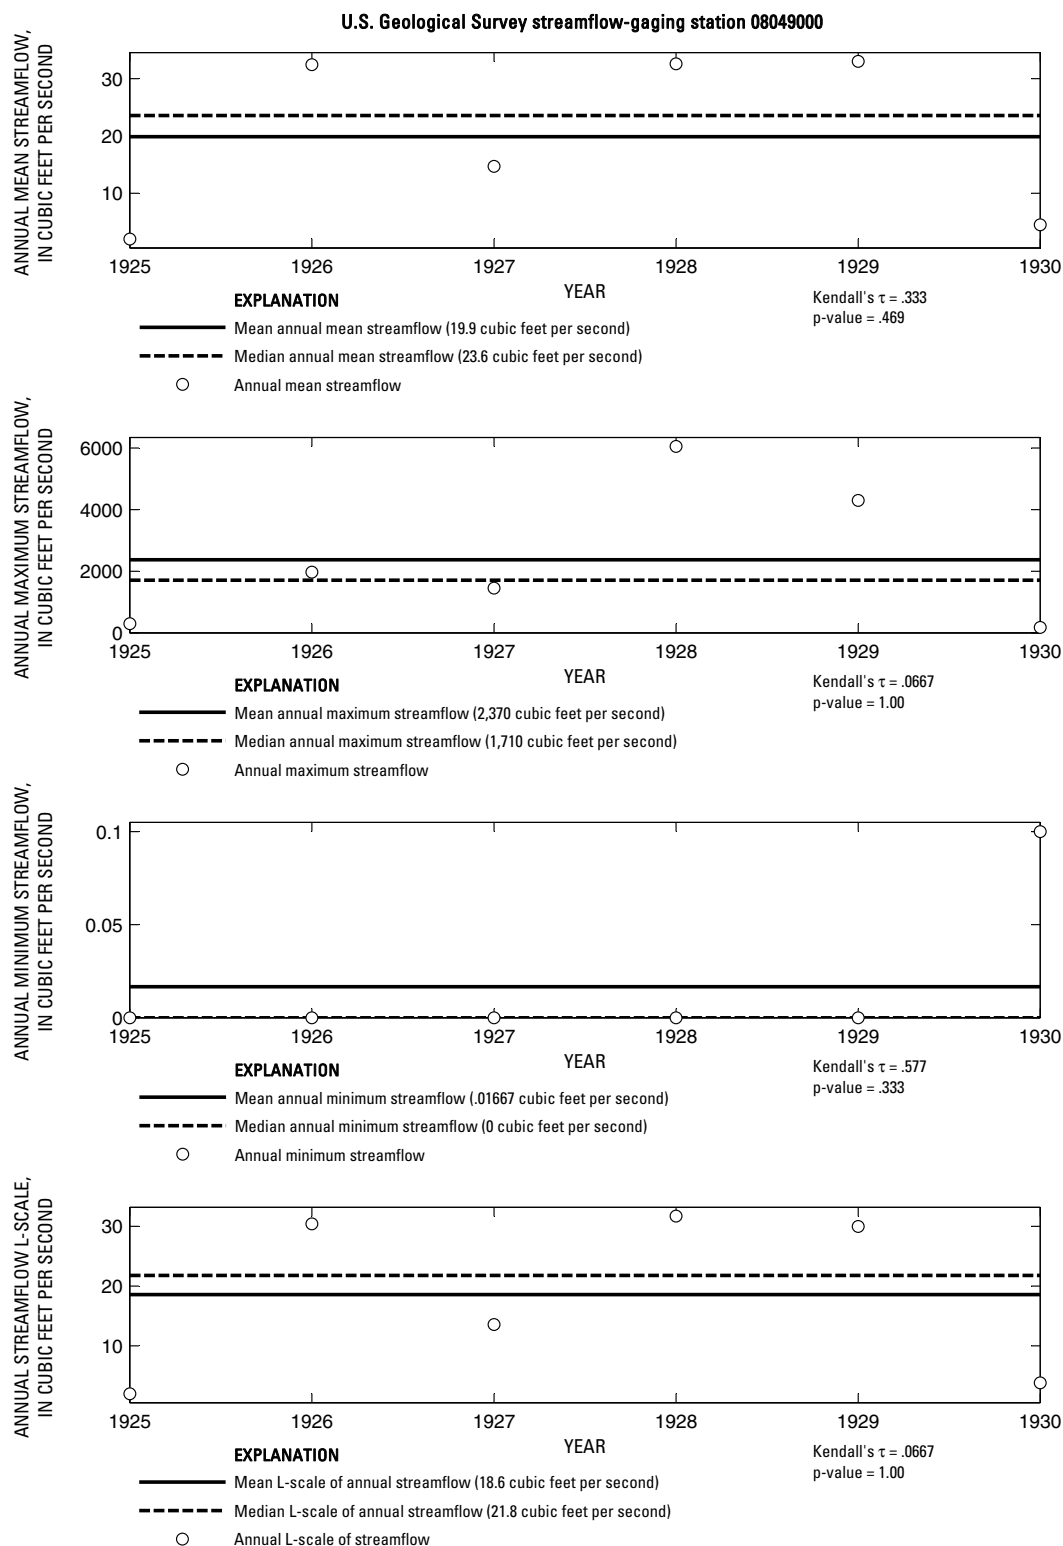 U.S. Geological Survey streamflow-gaging station 08049000
ANNUAL MEAN STREAMFLOW,
IN CUBIC FEET PER SECOND
30
20
10
1925 1926 1927 1928 1929 1930
YEAR
Kendall's τ = .333
p-value = .469
EXPLANATION
Mean annual mean streamflow (19.9 cubic feet per second)
Median annual mean streamflow (23.6 cubic feet per second)
Annual mean streamflow
ANNUAL MAXIMUM STREAMFLOW,
IN CUBIC FEET PER SECOND
6000
4000
2000
0
1925 1926 1927 1928 1929 1930
YEAR
Kendall's τ = .0667
p-value = 1.00
EXPLANATION
Mean annual maximum streamflow (2,370 cubic feet per second)
Median annual maximum streamflow (1,710 cubic feet per second)
Annual maximum streamflow
ANNUAL MINIMUM STREAMFLOW,
IN CUBIC FEET PER SECOND
0.1
0.05
0
1925 1926 1927 1928 1929 1930
YEAR
Kendall's τ = .577
p-value = .333
EXPLANATION
Mean annual minimum streamflow (.01667 cubic feet per second)
Median annual minimum streamflow (0 cubic feet per second)
Annual minimum streamflow
ANNUAL STREAMFLOW L-SCALE,
IN CUBIC FEET PER SECOND
30
20
10
1925 1926 1927 1928 1929 1930
YEAR
Kendall's τ = .0667
p-value = 1.00
EXPLANATION
Mean L-scale of annual streamflow (18.6 cubic feet per second)
Median L-scale of annual streamflow (21.8 cubic feet per second)
Annual L-scale of streamflow